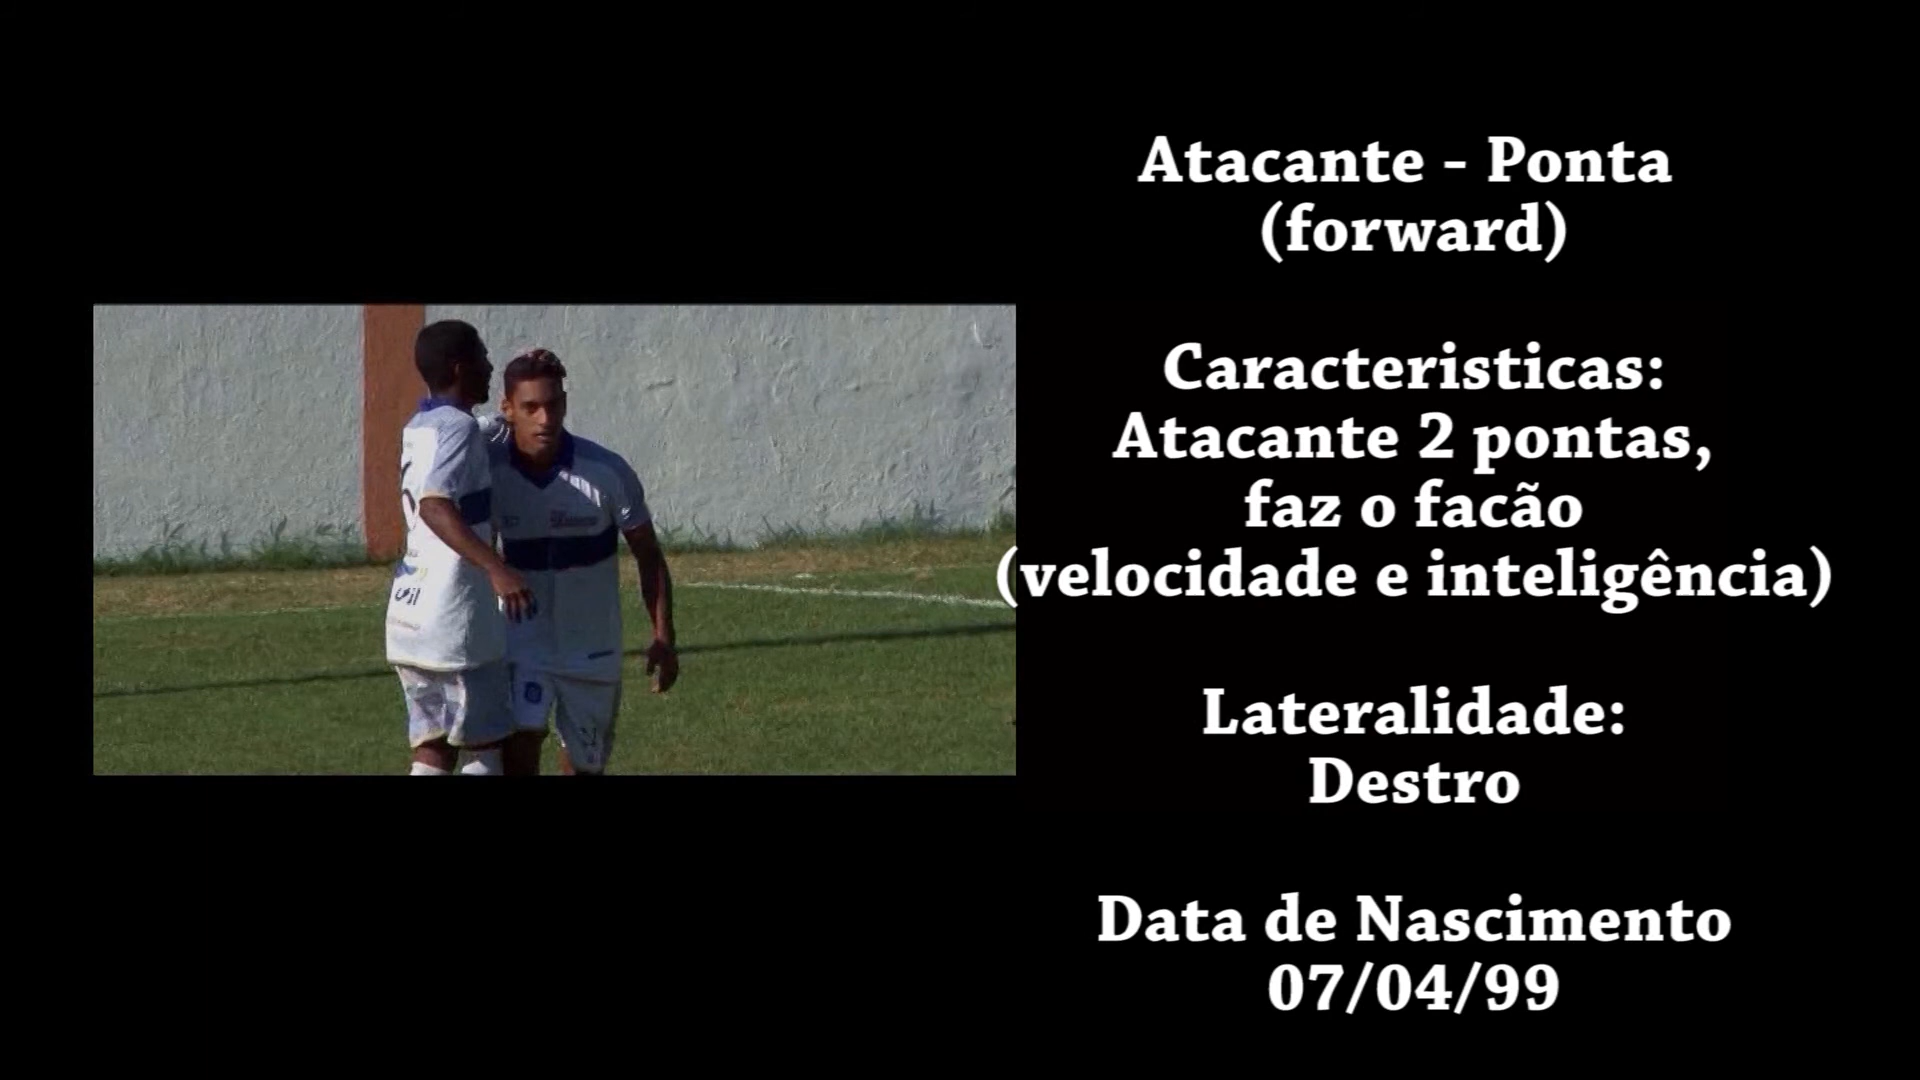 Atacante - Ponta
(forward)
Caracteristicas:
Atacante 2 pontas,
faz o facão
(velocidade e inteligência)
Lateralidade:
Destro
Data de Nascimento
07/04/99
6